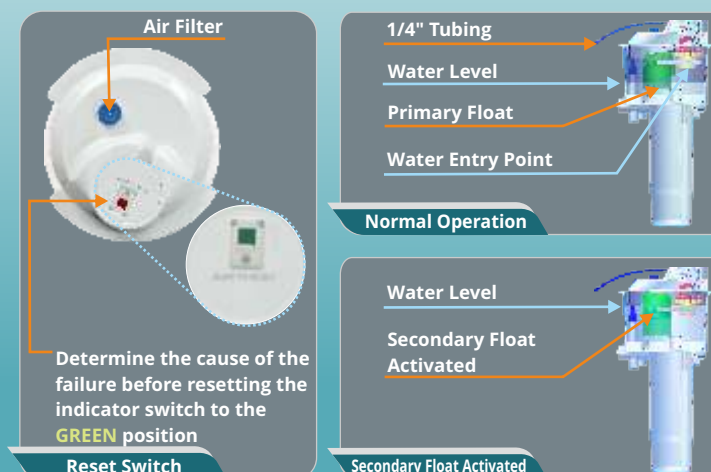 Air Filter
Determine the cause of the
failure before resetting the
indicator switch to the
GREEN position
Reset Switch
1/4" Tubing
Water Level
Primary Float
Water Entry Point
Normal Operation
Water Level
Secondary Float
Activated
Secondary Float Activated